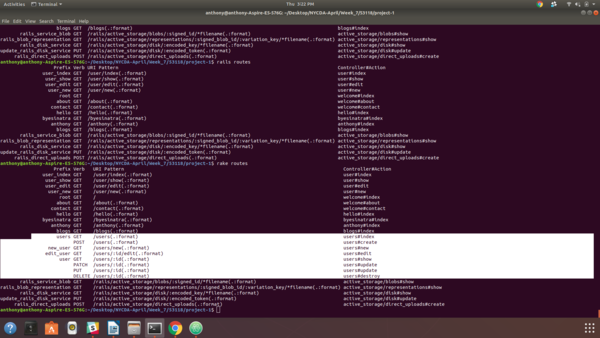 Activities Terminal Thu 3:52 PM
anthony@anthony-Aspire-E5-576G: ~/Desktop/NYCDA-April/Week_7/53118/project-1
File Edit View Search Terminal Help
blogs GET /blogs(.:format) blogs#index
rails_service_blob GET /rails/active_storage/blobs/:signed_id/*filename(.:format) active_storage/blobs#show
rails_blob_representation GET /rails/active_storage/representations/:signed_blob_id/:variation_key/*filename(.:format) active_storage/representations#show
rails_disk_service GET /rails/active_storage/disk/:encoded_key/*filename(.:format) active_storage/disk#show
update_rails_disk_service PUT /rails/active_storage/disk/:encoded_token(.:format) active_storage/disk#update
rails_direct_uploads POST /rails/active_storage/direct_uploads(.:format) active_storage/direct_uploads#create
anthony@anthony-Aspire-E5-576G:~/Desktop/NYCDA-April/Week_7/53118/project-1$ rails routes
Prefix Verb URI Pattern Controller#Action
user_index GET /user/index(.:format) user#index
user_show GET /user/show(.:format) user#show
user_edit GET /user/edit(.:format) user#edit
user_new GET /user/new(.:format) user#new
root GET / welcome#index
about GET /about(.:format) welcome#about
contact GET /contact(.:format) welcome#contact
hello GET /hello(.:format) hello#index
byesinatra GET /byesinatra(.:format) byesinatra#index
anthony GET /anthony(.:format) anthony#index
blogs GET /blogs(.:format) blogs#index
rails_service_blob GET /rails/active_storage/blobs/:signed_id/*filename(.:format) active_storage/blobs#show
rails_blob_representation GET /rails/active_storage/representations/:signed_blob_id/:variation_key/*filename(.:format) active_storage/representations#show
rails_disk_service GET /rails/active_storage/disk/:encoded_key/*filename(.:format) active_storage/disk#show
update_rails_disk_service PUT /rails/active_storage/disk/:encoded_token(.:format) active_storage/disk#update
rails_direct_uploads POST /rails/active_storage/direct_uploads(.:format) active_storage/direct_uploads#create
anthony@anthony-Aspire-E5-576G:~/Desktop/NYCDA-April/Week_7/53118/project-1$ rake routes
Prefix Verb URI Pattern Controller#Action
user_index GET /user/index(.:format) user#index
user_show GET /user/show(.:format) user#show
user_edit GET /user/edit(.:format) user#edit
user_new GET /user/new(.:format) user#new
root GET / welcome#index
about GET /about(.:format) welcome#about
contact GET /contact(.:format) welcome#contact
hello GET /hello(.:format) hello#index
byesinatra GET /byesinatra(.:format) byesinatra#index
anthony GET /anthony(.:format) anthony#index
blogs GET /blogs(.:format) blogs#index
users GET /users(.:format) users#index
POST /users(.:format) users#create
new_user GET /users/new(.:format) users#new
edit_user GET /users/:id/edit(.:format) users#edit
user GET /users/:id(.:format) users#show
PATCH /users/:id(.:format) users#update
PUT /users/:id(.:format) users#update
DELETE /users/:id(.:format) users#destroy
rails_service_blob GET /rails/active_storage/blobs/:signed_id/*filename(.:format) active_storage/blobs#show
rails_blob_representation GET /rails/active_storage/representations/:signed_blob_id/:variation_key/*filename(.:format) active_storage/representations#show
rails_disk_service GET /rails/active_storage/disk/:encoded_key/*filename(.:format) active_storage/disk#show
update_rails_disk_service PUT /rails/active_storage/disk/:encoded_token(.:format) active_storage/disk#update
rails_direct_uploads POST /rails/active_storage/direct_uploads(.:format) active_storage/direct_uploads#create
anthony@anthony-Aspire-E5-576G:~/Desktop/NYCDA-April/Week_7/53118/project-1$